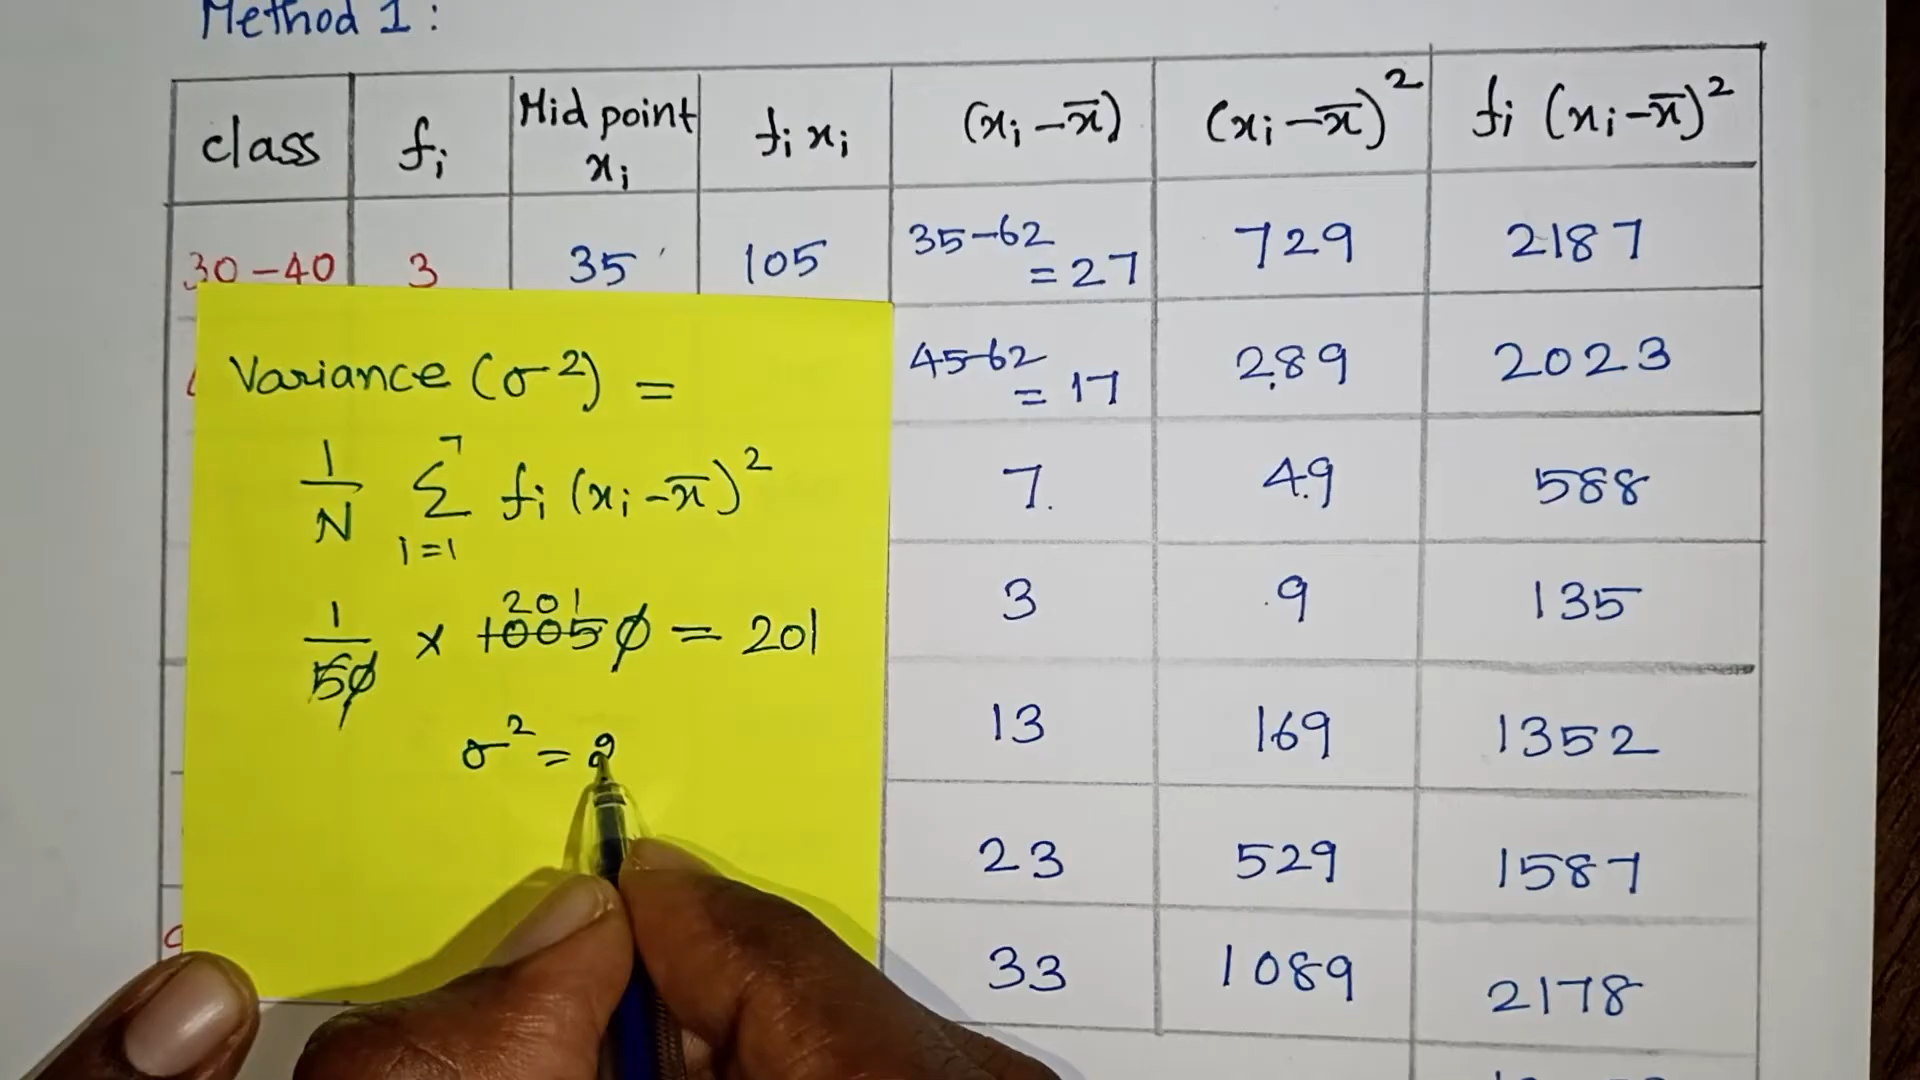 Method 1 :
class fi Mid point xi fi xi (xi – x̄) (xi – x̄)² fi (xi – x̄)²
30 – 40 3 35 105 35–62 = 27 729 2187
45–62 = 17 289 2023
7 49 588
3 9 135
13 169 1352
23 529 1587
33 1089 2178
Variance (σ²) =
1/N 7 Σ i=1 fi (xi – x̄)²
201
1/50 × 10050 = 201
σ² =